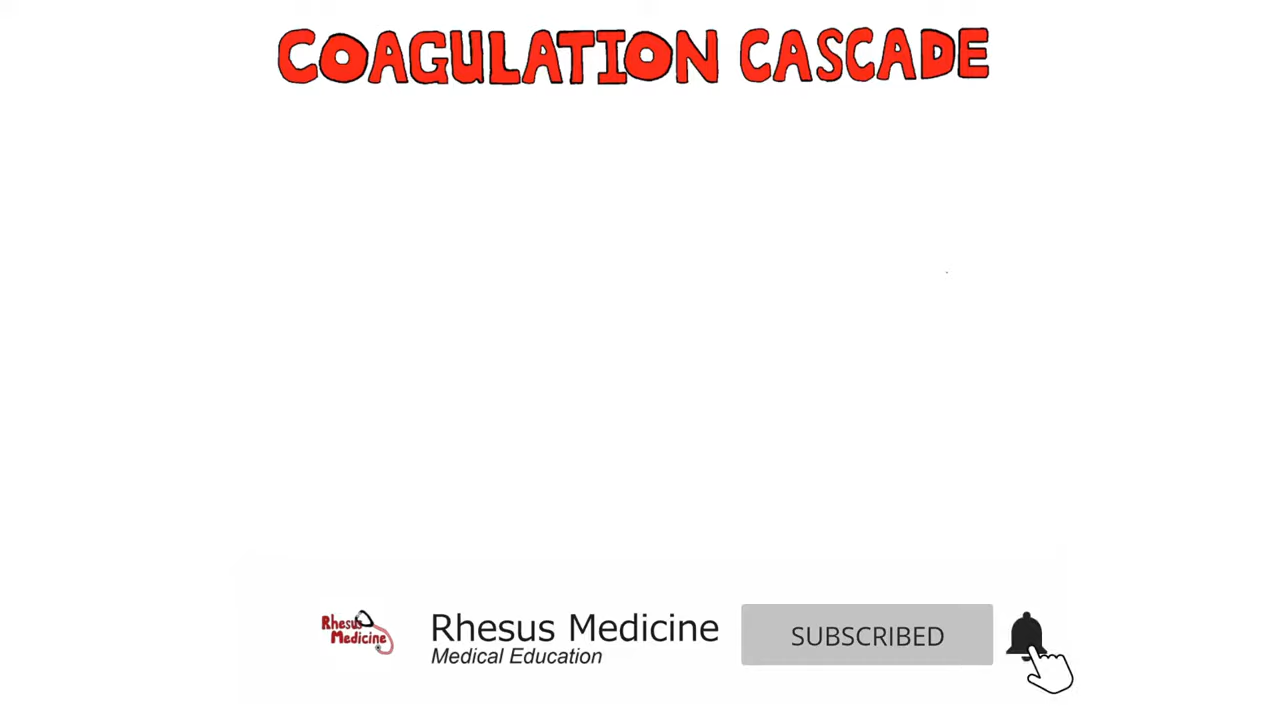 COAGULATION CASCADE
Rhesus
Medicine
Rhesus Medicine
Medical Education
SUBSCRIBED